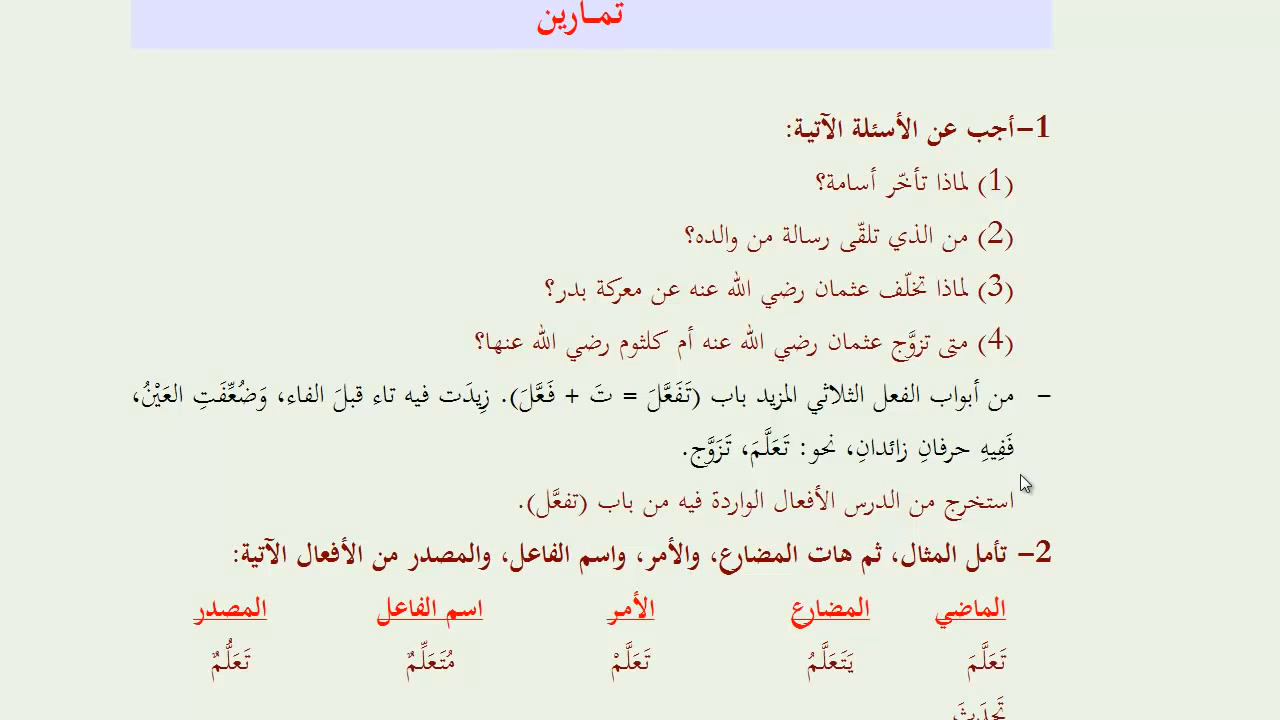 تمـارين
1-أجب عن الأسئلة الآتية:
(1) لماذا تأخّر أسامة؟
(2) من الذي تلقّى رسالة من والده؟
(3) لماذا تخلّف عثمان رضي الله عنه عن معركة بدر؟
(4) متى تزوَّج عثمان رضي الله عنه أم كلثوم رضي الله عنها؟
- من أبواب الفعل الثلاثي المزيد باب (تَفَعَّلَ = تَ + فَعَّلَ). زِيدَت فيه تاء قبلَ الفاء، وَضُعِّفَتِ العَيْنُ،
فَفِيهِ حرفانِ زائدانِ، نحو: تَعَلَّمَ، تَزَوَّج.
استخرج من الدرس الأفعال الواردة فيه من باب (تفعَّل).
2- تأمل المثال، ثم هات المضارع، والأمر، واسم الفاعل، والمصدر من الأفعال الآتية:
الماضي المضارع الأمر اسم الفاعل المصدر
تَعَلَّمَ يَتَعَلَّمُ تَعَلَّمْ مُتَعَلِّمٌ تَعَلُّمٌ